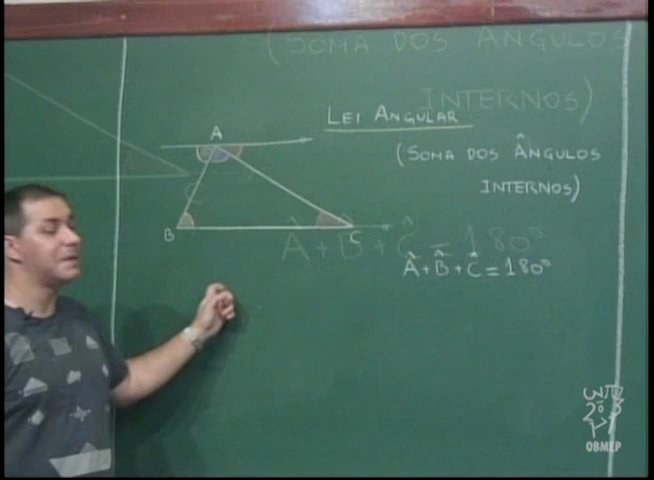 (SOMA DOS ÂNGULOS
INTERNOS)
LEI ANGULAR
(SOMA DOS ÂNGULOS
INTERNOS)
A
B
C
Â + B̂ + Ĉ = 180°
Â + B̂ + Ĉ = 180°
OBMEP